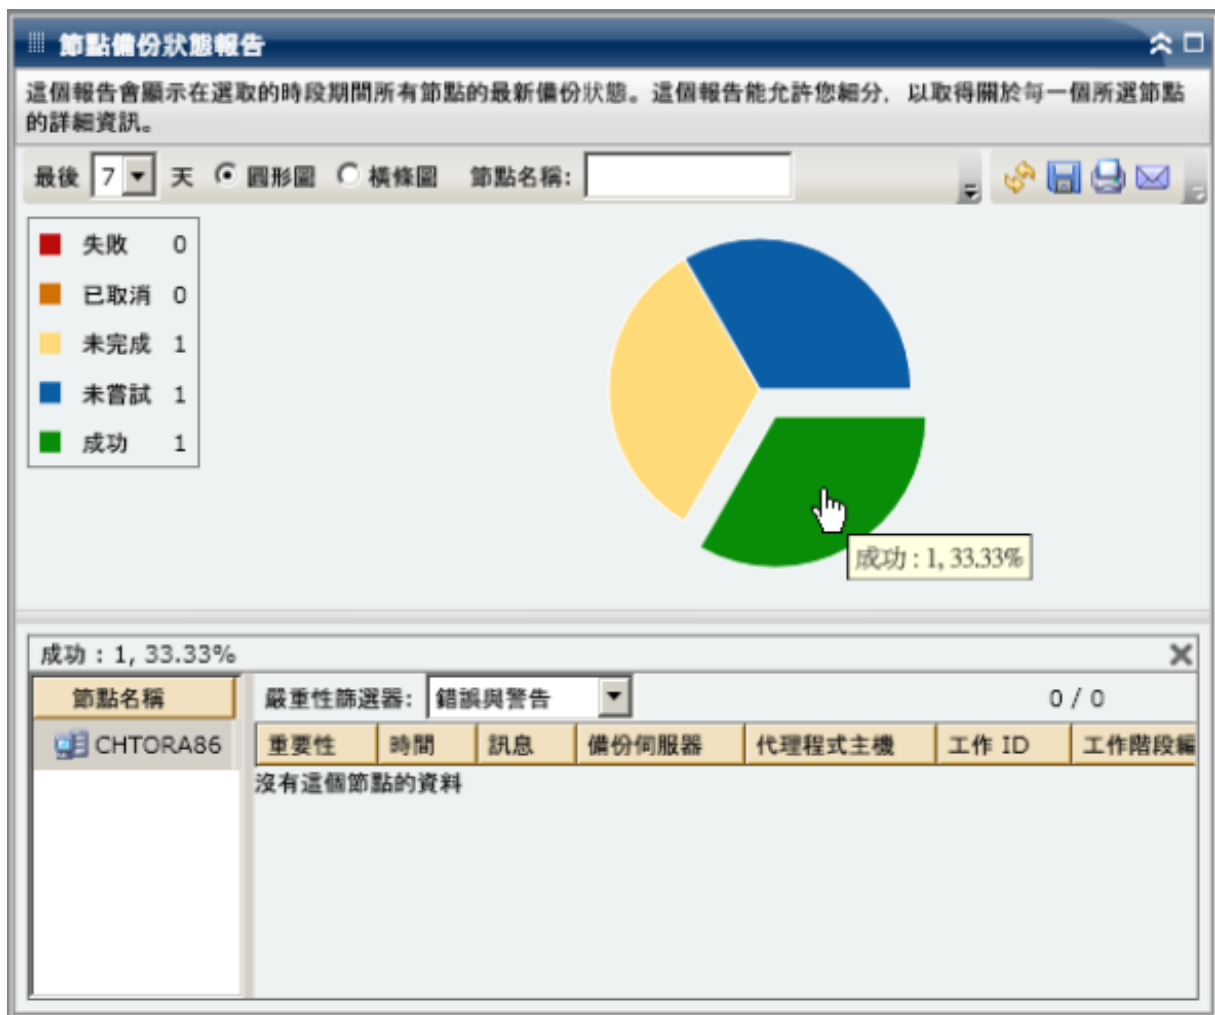 節點備份狀態報告
這個報告會顯示在選取的時段期間所有節點的最新備份狀態。這個報告能允許您細分，以取得關於每一個所選節點
的詳細資訊。
最後 7 天 圓形圖 橫條圖 節點名稱:
失敗 0
已取消 0
未完成 1
未嘗試 1
成功 1
成功 : 1, 33.33%
成功 : 1, 33.33%
節點名稱 嚴重性篩選器: 錯誤與警告 0 / 0
CHTORA86 重要性 時間 訊息 備份伺服器 代理程式主機 工作 ID 工作階段編
沒有這個節點的資料